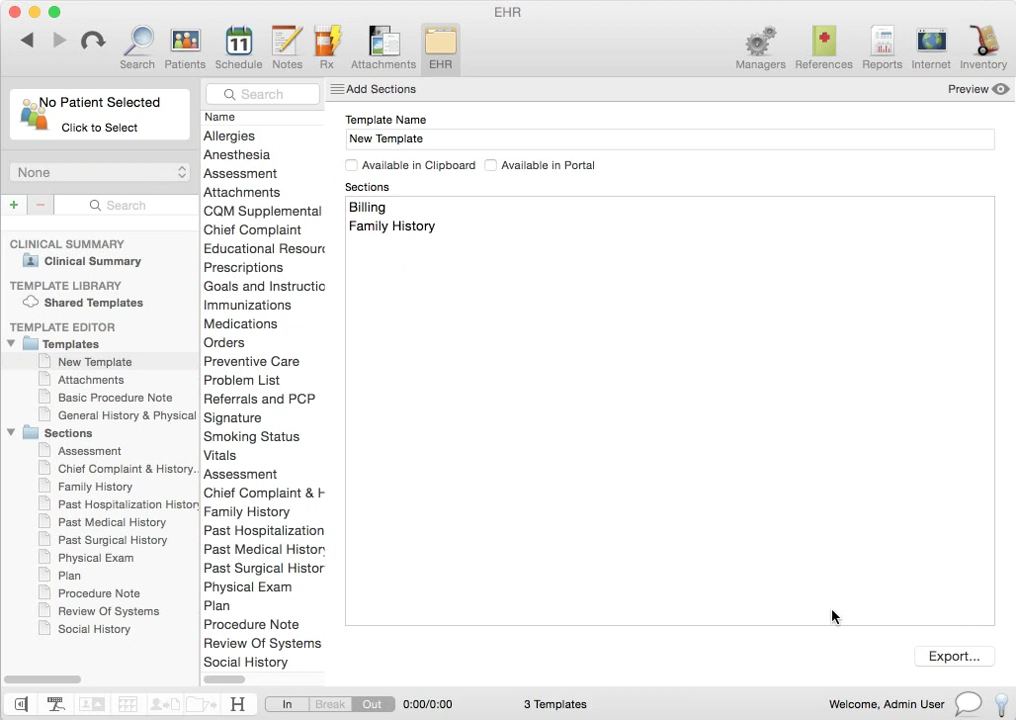 EHR
Search
Patients
Schedule
11
Notes
Rx
Attachments
EHR
Managers
References
Reports
Internet
Inventory
No Patient Selected
Click to Select
None
Search
CLINICAL SUMMARY
Clinical Summary
TEMPLATE LIBRARY
Shared Templates
TEMPLATE EDITOR
Templates
New Template
Attachments
Basic Procedure Note
General History & Physical
Sections
Assessment
Chief Complaint & History...
Family History
Past Hospitalization History
Past Medical History
Past Surgical History
Physical Exam
Plan
Procedure Note
Review Of Systems
Social History
Search
Name
Allergies
Anesthesia
Assessment
Attachments
CQM Supplemental
Chief Complaint
Educational Resourc
Prescriptions
Goals and Instructio
Immunizations
Medications
Orders
Preventive Care
Problem List
Referrals and PCP
Signature
Smoking Status
Vitals
Assessment
Chief Complaint & H
Family History
Past Hospitalization
Past Medical History
Past Surgical Histor
Physical Exam
Plan
Procedure Note
Review Of Systems
Social History
Add Sections
Preview
Template Name
New Template
Available in Clipboard
Available in Portal
Sections
Billing
Family History
Export...
H
In
Break
Out
0:00/0:00
3 Templates
Welcome, Admin User